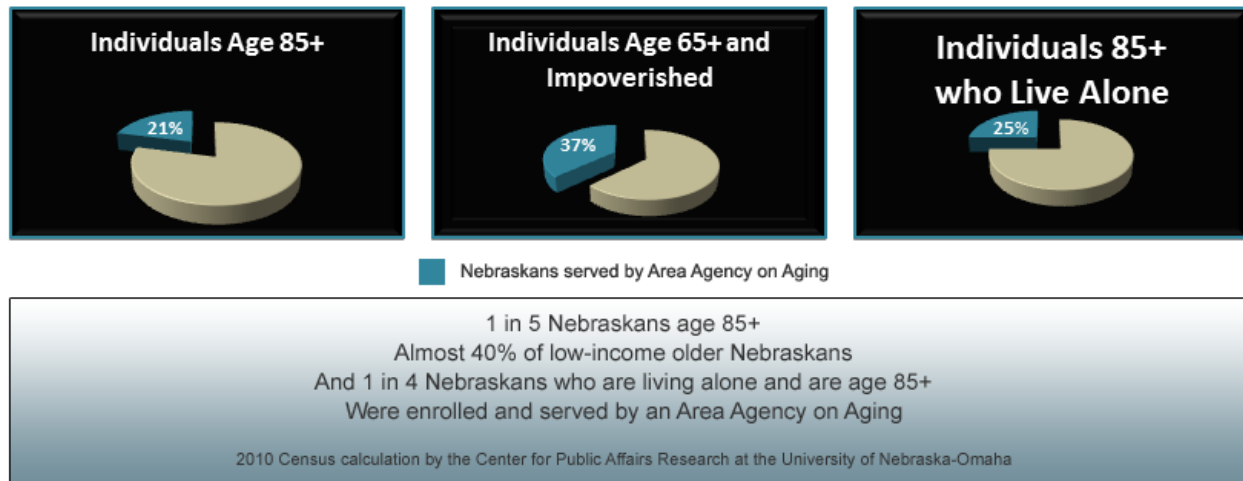 Individuals Age 85+
21%
Individuals Age 65+ and
Impoverished
37%
Individuals 85+
who Live Alone
25%
Nebraskans served by Area Agency on Aging
1 in 5 Nebraskans age 85+
Almost 40% of low-income older Nebraskans
And 1 in 4 Nebraskans who are living alone and are age 85+
Were enrolled and served by an Area Agency on Aging
2010 Census calculation by the Center for Public Affairs Research at the University of Nebraska-Omaha